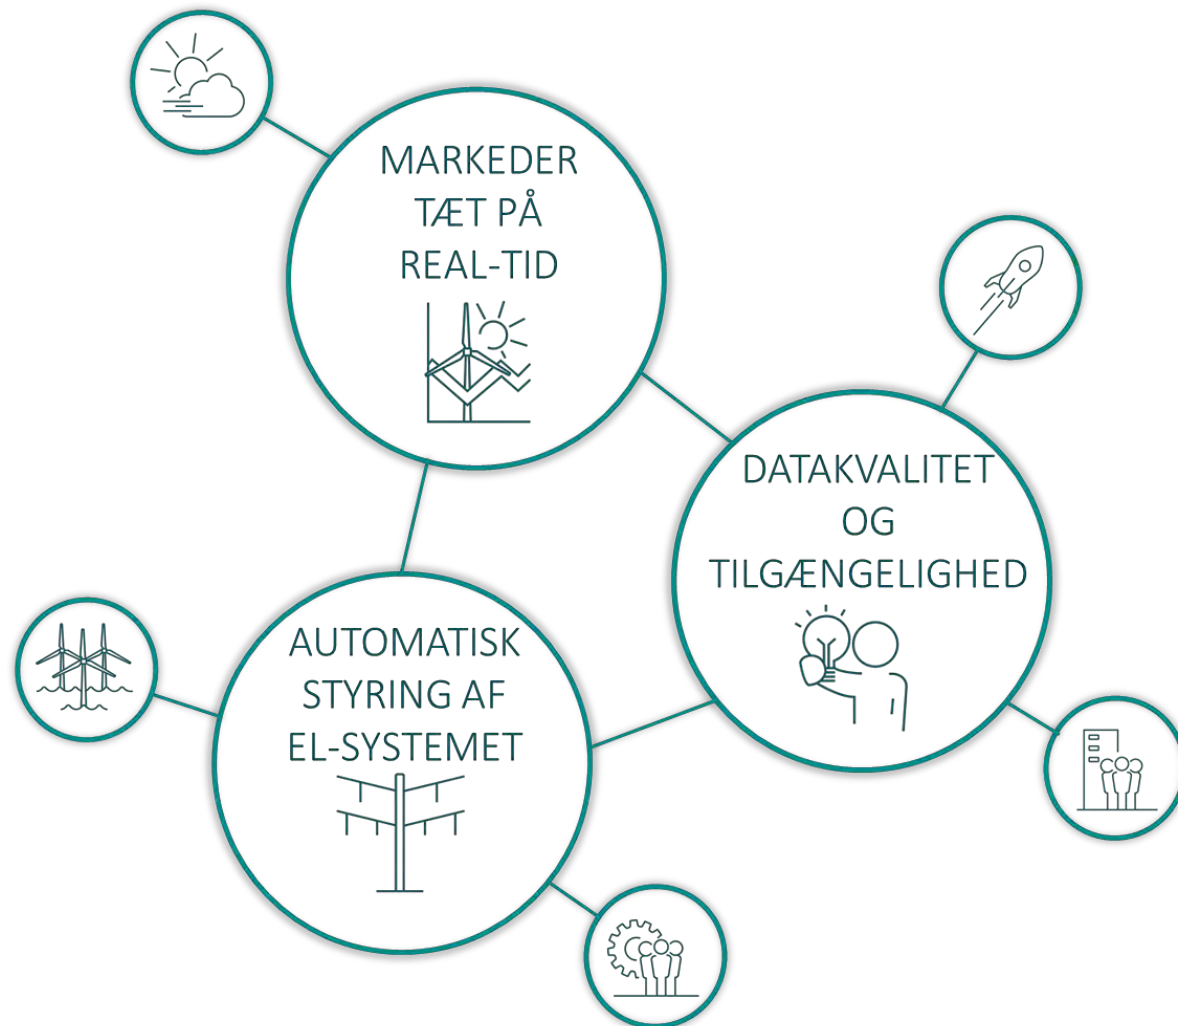 MARKEDER
TÆT PÅ
REAL-TID
DATAKVALITET
OG
TILGÆNGELIGHED
AUTOMATISK
STYRING AF
EL-SYSTEMET